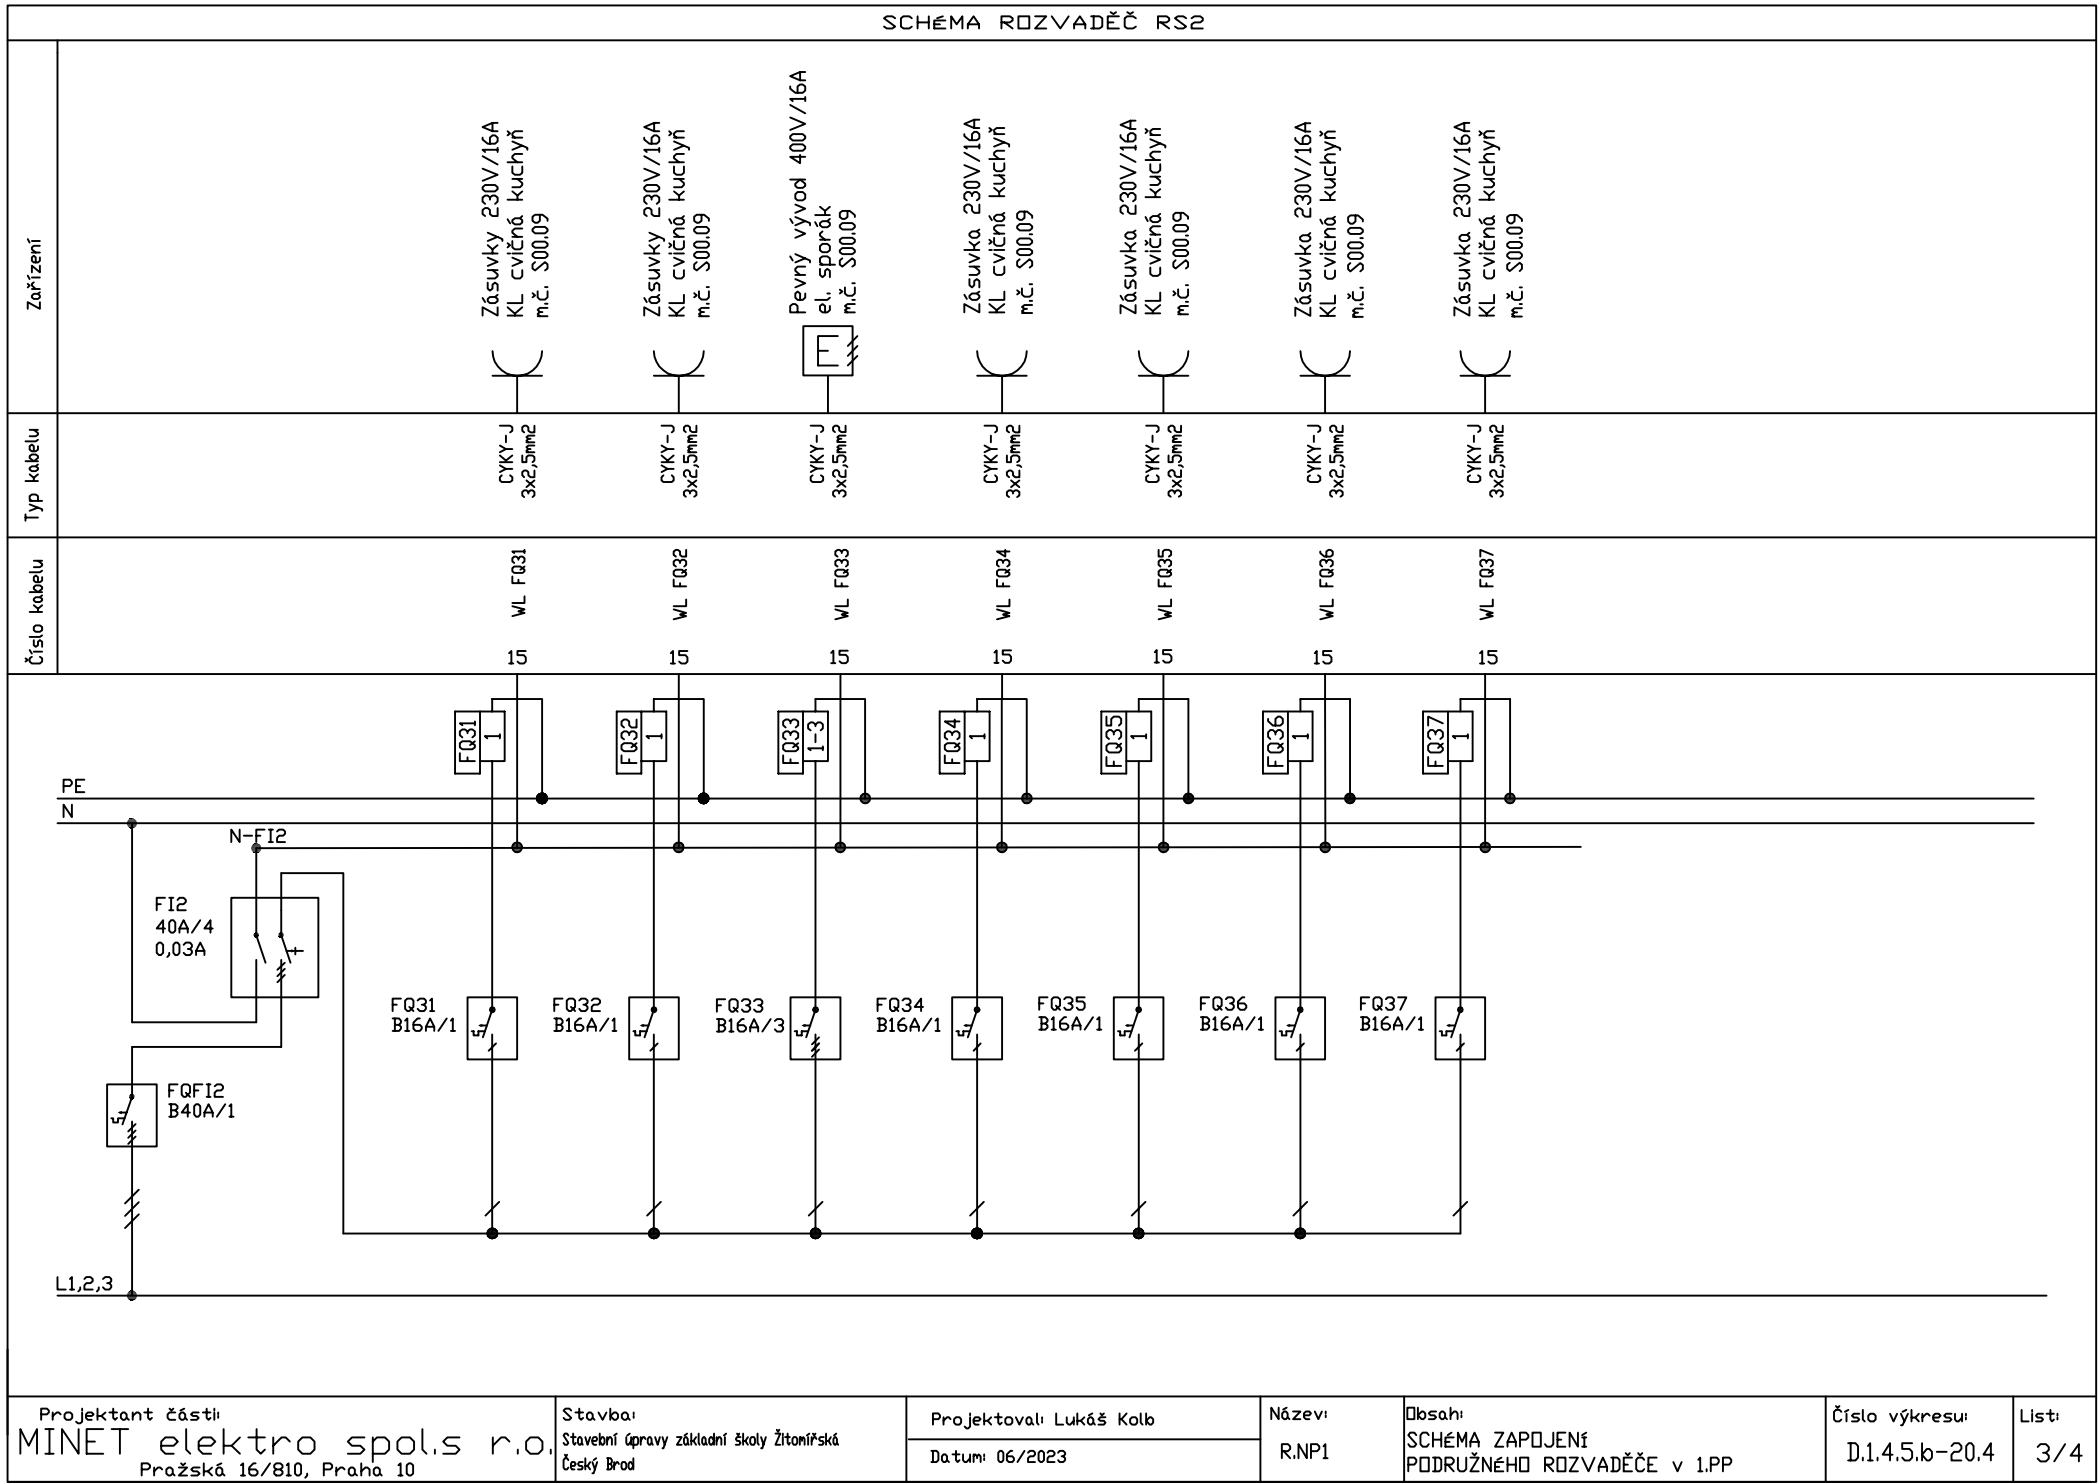 SCHÉMA ROZVADĚČ RS2
Zařízení
Zásuvky 230V/16A
KL cvičná kuchyň
m.č. S00.09
Zásuvky 230V/16A
KL cvičná kuchyň
m.č. S00.09
Pevný vývod 400V/16A
el. sporák
m.č. S00.09
E
Zásuvka 230V/16A
KL cvičná kuchyň
m.č. S00.09
Zásuvka 230V/16A
KL cvičná kuchyň
m.č. S00.09
Zásuvka 230V/16A
KL cvičná kuchyň
m.č. S00.09
Zásuvka 230V/16A
KL cvičná kuchyň
m.č. S00.09
Typ kabelu
CYKY-J
3x2,5mm2
CYKY-J
3x2,5mm2
CYKY-J
3x2,5mm2
CYKY-J
3x2,5mm2
CYKY-J
3x2,5mm2
CYKY-J
3x2,5mm2
CYKY-J
3x2,5mm2
Číslo kabelu
WL FQ31
WL FQ32
WL FQ33
WL FQ34
WL FQ35
WL FQ36
WL FQ37
15
15
15
15
15
15
15
FQ31
1
FQ32
1
FQ33
1-3
FQ34
1
FQ35
1
FQ36
1
FQ37
1
PE
N
N-FI2
FI2
40A/4
0,03A
FQ31
B16A/1
FQ32
B16A/1
FQ33
B16A/3
FQ34
B16A/1
FQ35
B16A/1
FQ36
B16A/1
FQ37
B16A/1
FQFI2
B40A/1
L1,2,3
Projektant části:
MINET elektro spol.s r.o.
Pražská 16/810, Praha 10
Stavba:
Stavební úpravy základní školy Žitomířská
Český Brod
Projektoval: Lukáš Kolb
Datum: 06/2023
Název:
R.NP1
Obsah:
SCHÉMA ZAPOJENÍ
PODRUŽNÉHO ROZVADĚČE v 1.PP
Číslo výkresu:
D.1.4.5.b-20.4
List:
3/4